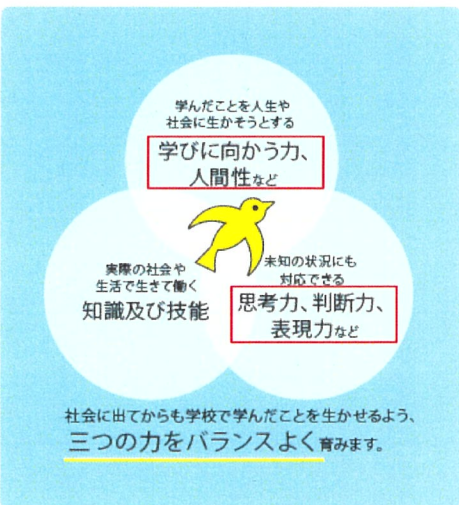 学んだことを人生や
社会に生かそうとする
学びに向かう力、
人間性など
実際の社会や
生活で生きて働く
知識及び技能
未知の状況にも
対応できる
思考力、判断力、
表現力など
社会に出てからも学校で学んだことを生かせるよう、
三つの力をバランスよく育みます。